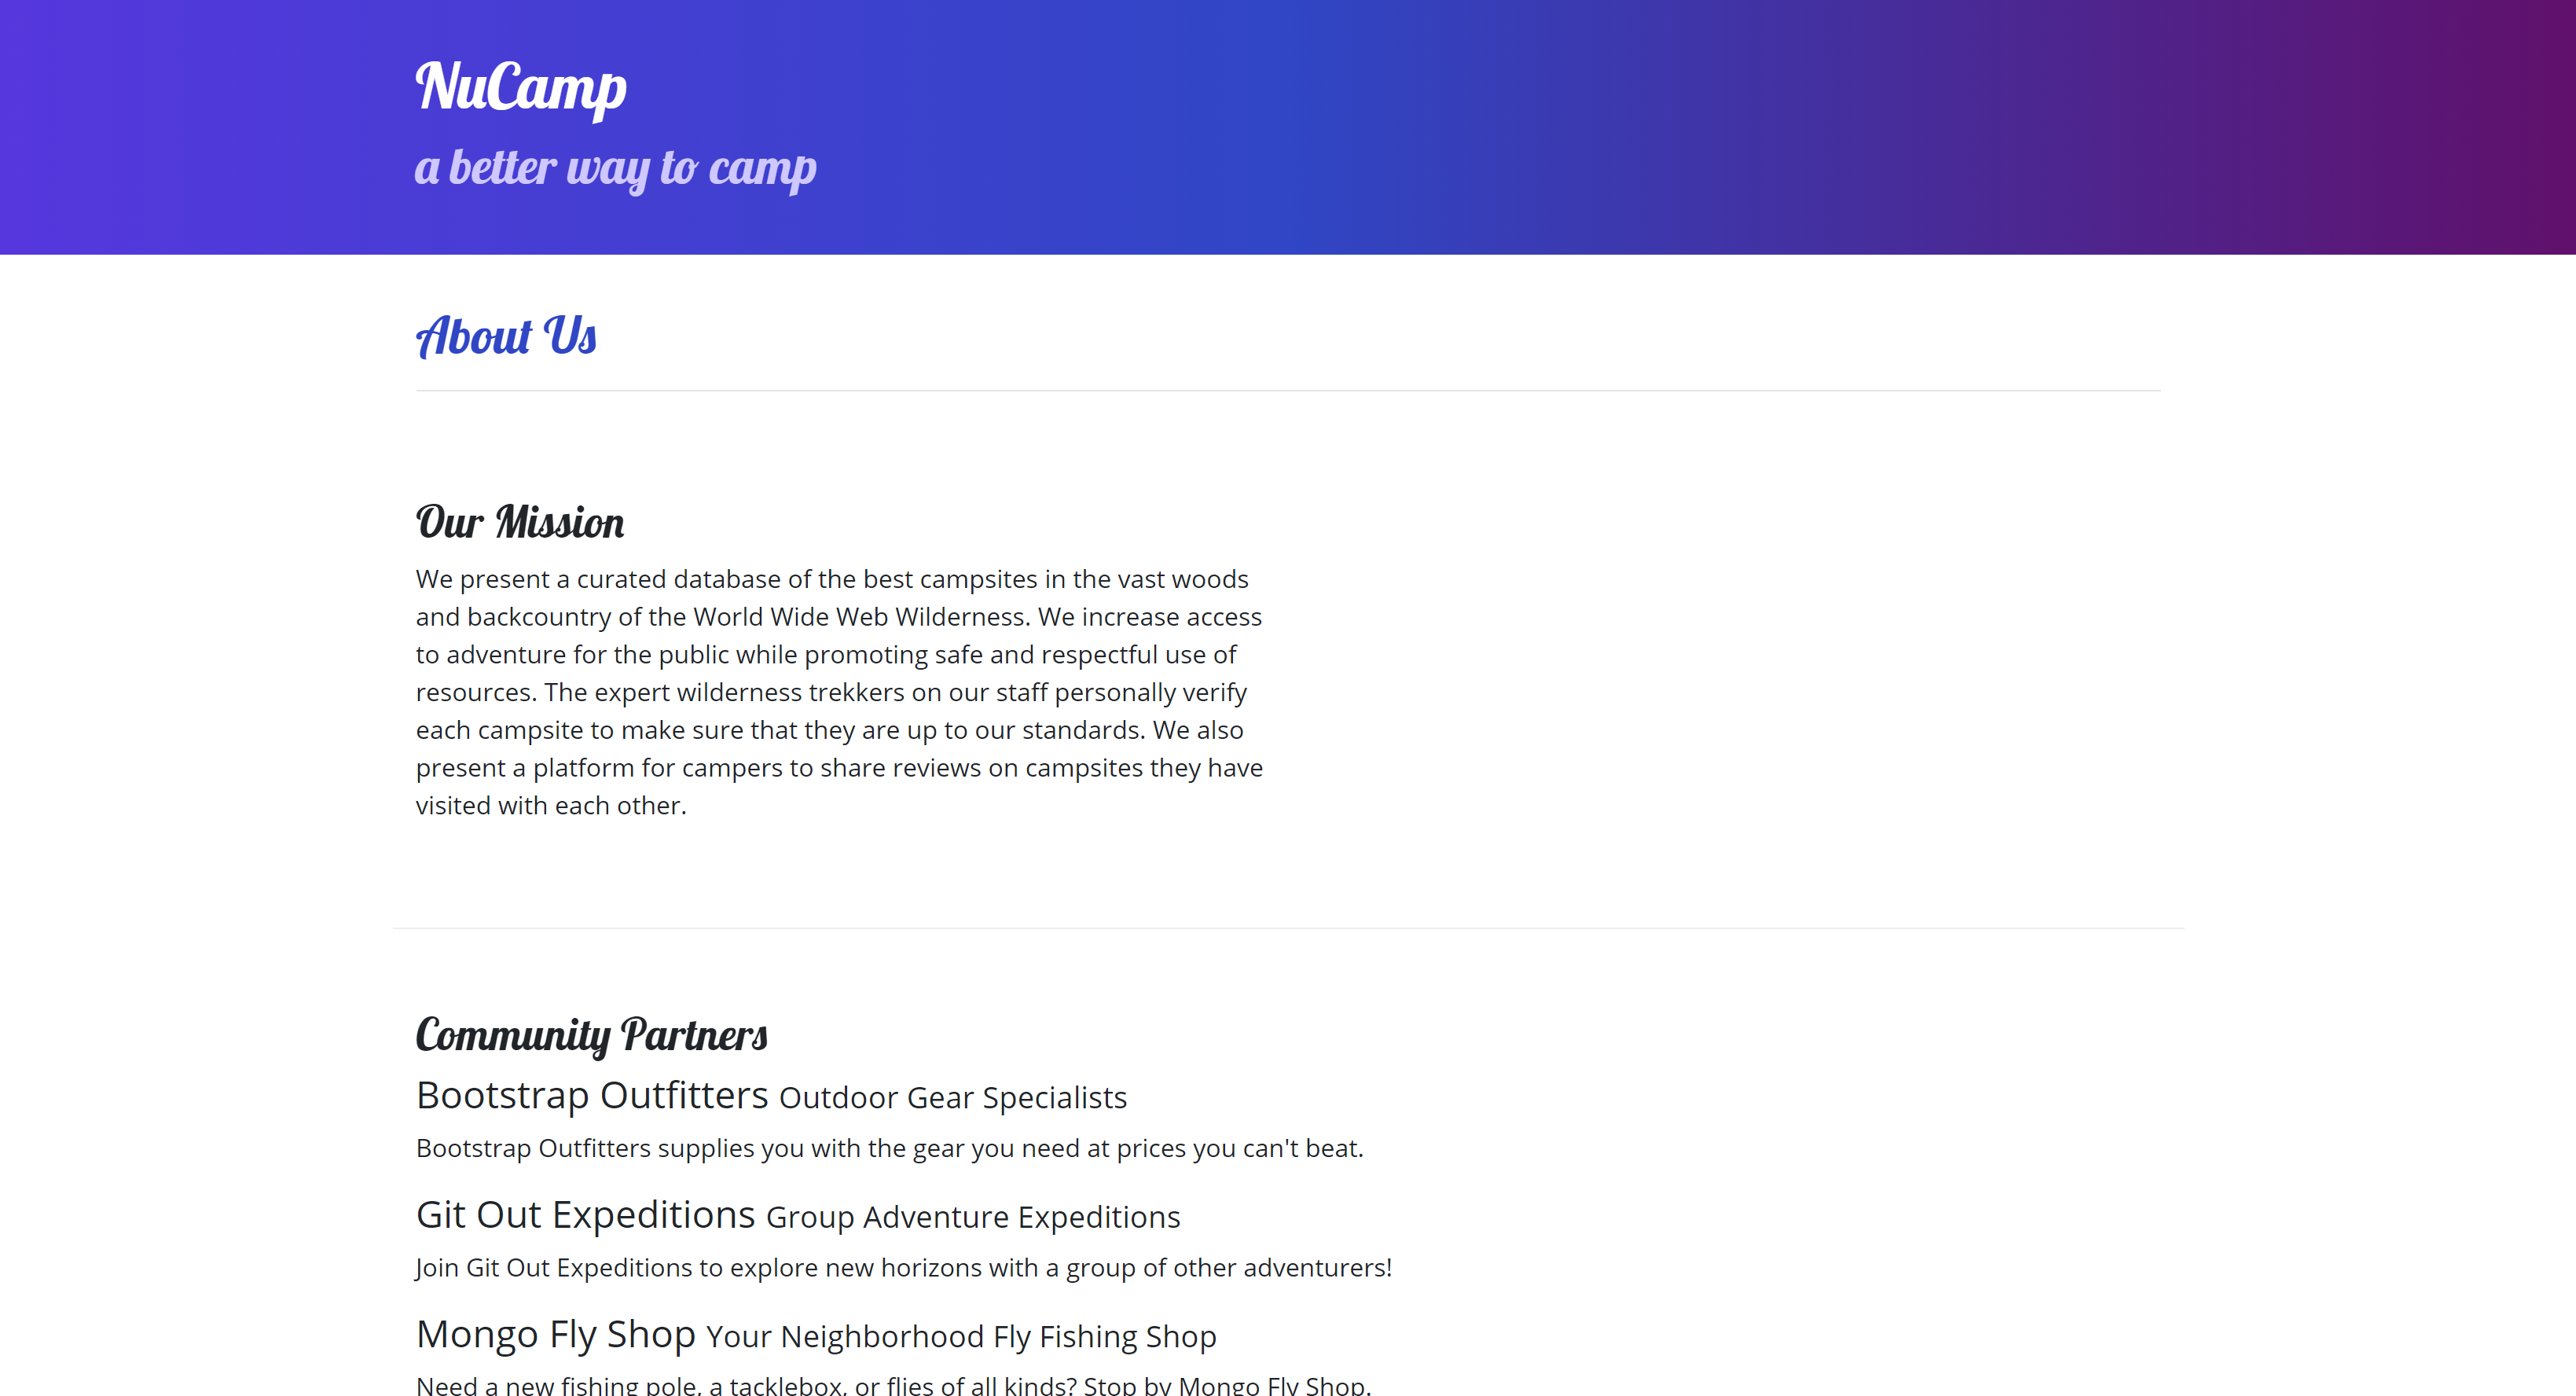 NuCamp
a better way to camp
About Us
Our Mission
We present a curated database of the best campsites in the vast woods
and backcountry of the World Wide Web Wilderness. We increase access
to adventure for the public while promoting safe and respectful use of
resources. The expert wilderness trekkers on our staff personally verify
each campsite to make sure that they are up to our standards. We also
present a platform for campers to share reviews on campsites they have
visited with each other.
Community Partners
Bootstrap Outfitters Outdoor Gear Specialists
Bootstrap Outfitters supplies you with the gear you need at prices you can't beat.
Git Out Expeditions Group Adventure Expeditions
Join Git Out Expeditions to explore new horizons with a group of other adventurers!
Mongo Fly Shop Your Neighborhood Fly Fishing Shop
Need a new fishing pole, a tacklebox, or flies of all kinds? Stop by Mongo Fly Shop.